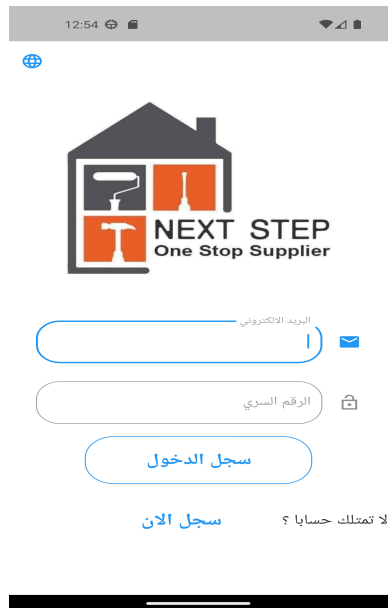 12:54
NEXT STEP
One Stop Supplier
البريد الالكتروني
الرقم السري
سجل الدخول
لا تمتلك حسابا ؟ سجل الان